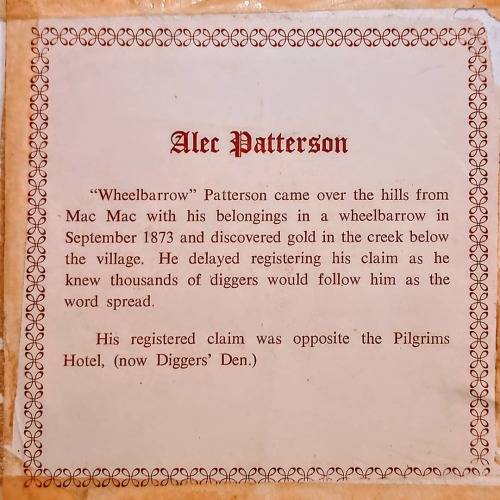 Alec Patterson
"Wheelbarrow" Patterson came over the hills from
Mac Mac with his belongings in a wheelbarrow in
September 1873 and discovered gold in the creek below
the village. He delayed registering his claim as he
knew thousands of diggers would follow him as the
word spread.
His registered claim was opposite the Pilgrims
Hotel, (now Diggers' Den.)